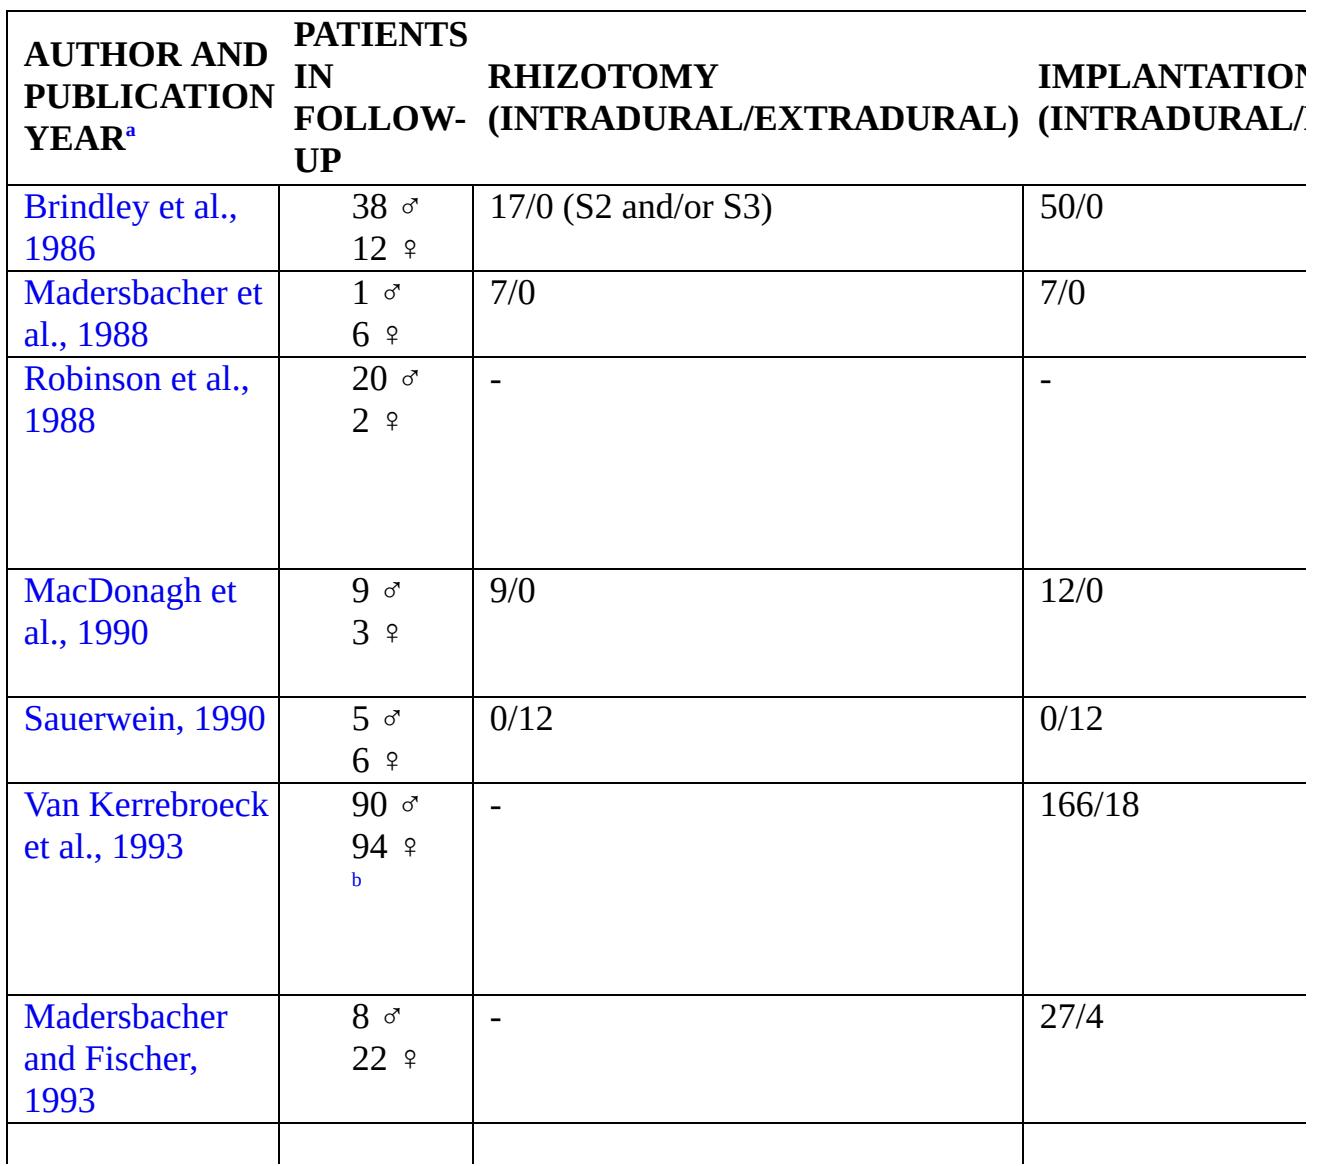 AUTHOR AND
PUBLICATION
YEARa
PATIENTS
IN
FOLLOW-
UP
RHIZOTOMY
(INTRADURAL/EXTRADURAL)
IMPLANTATION
(INTRADURAL/
Brindley et al.,
1986
38 ♂
12 ♀
17/0 (S2 and/or S3)
50/0
Madersbacher et
al., 1988
1 ♂
6 ♀
7/0
7/0
Robinson et al.,
1988
20 ♂
2 ♀
-
-
MacDonagh et
al., 1990
9 ♂
3 ♀
9/0
12/0
Sauerwein, 1990
5 ♂
6 ♀
0/12
0/12
Van Kerrebroeck
et al., 1993
90 ♂
94 ♀
b
-
166/18
Madersbacher
and Fischer,
1993
8 ♂
22 ♀
-
27/4